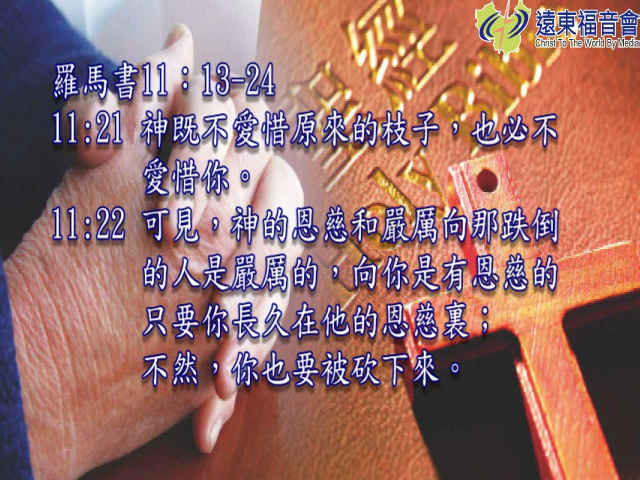 遠東福音會
Christ To The World By Media
聖經
Holy Bible
羅馬書11：13-24
11:21 神既不愛惜原來的枝子，也必不
愛惜你。
11:22 可見，神的恩慈和嚴厲向那跌倒
的人是嚴厲的，向你是有恩慈的
只要你長久在他的恩慈裏；
不然，你也要被砍下來。